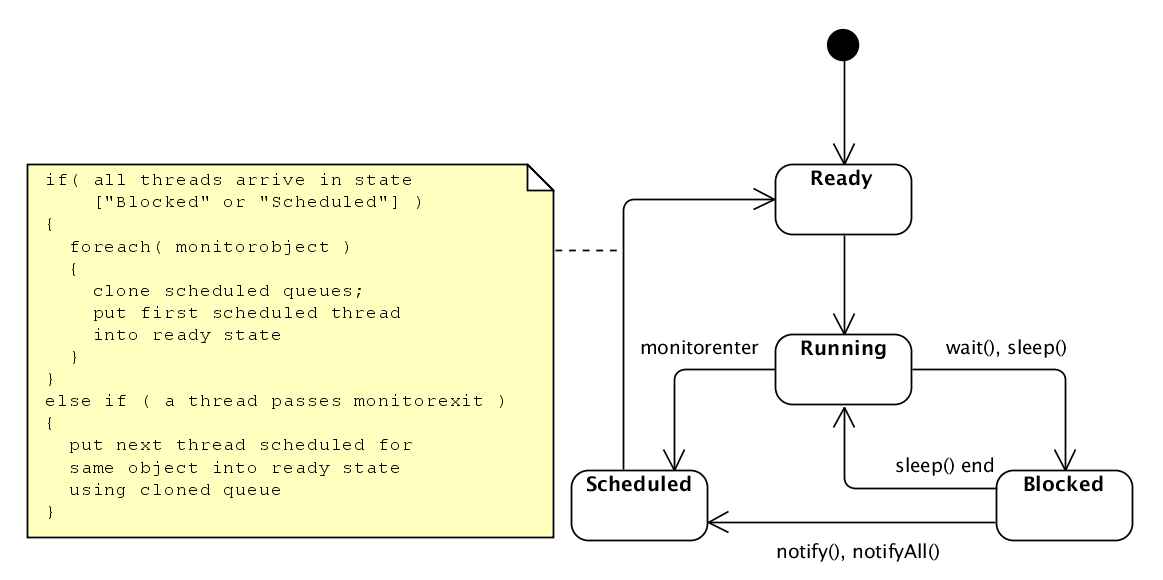 if( all threads arrive in state
["Blocked" or "Scheduled"] )
{
foreach( monitorobject )
{
clone scheduled queues;
put first scheduled thread
into ready state
}
}
else if ( a thread passes monitorexit )
{
put next thread scheduled for
same object into ready state
using cloned queue
}
Ready
Running
monitorenter
wait(), sleep()
sleep() end
Scheduled
Blocked
notify(), notifyAll()